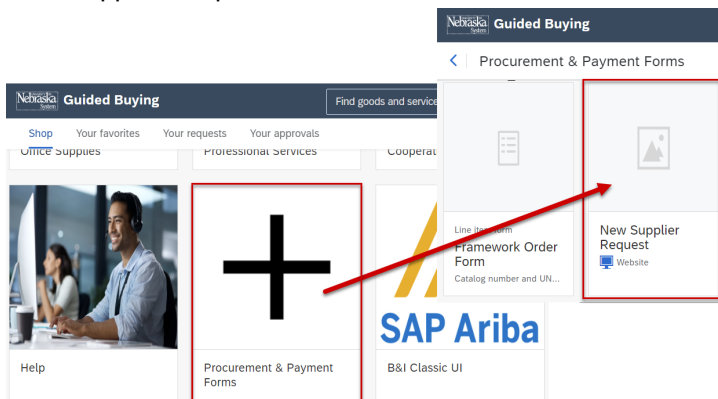 Nebraska
System
Guided Buying
Procurement & Payment Forms
Line item form
Framework Order
Form
Catalog number and UN...
New Supplier
Request
Website
Nebraska
System
Guided Buying
Find goods and service
Shop
Your favorites
Your requests
Your approvals
Office Supplies
Professional Services
Cooperat
SAP Ariba
Help
Procurement & Payment
Forms
B&I Classic UI